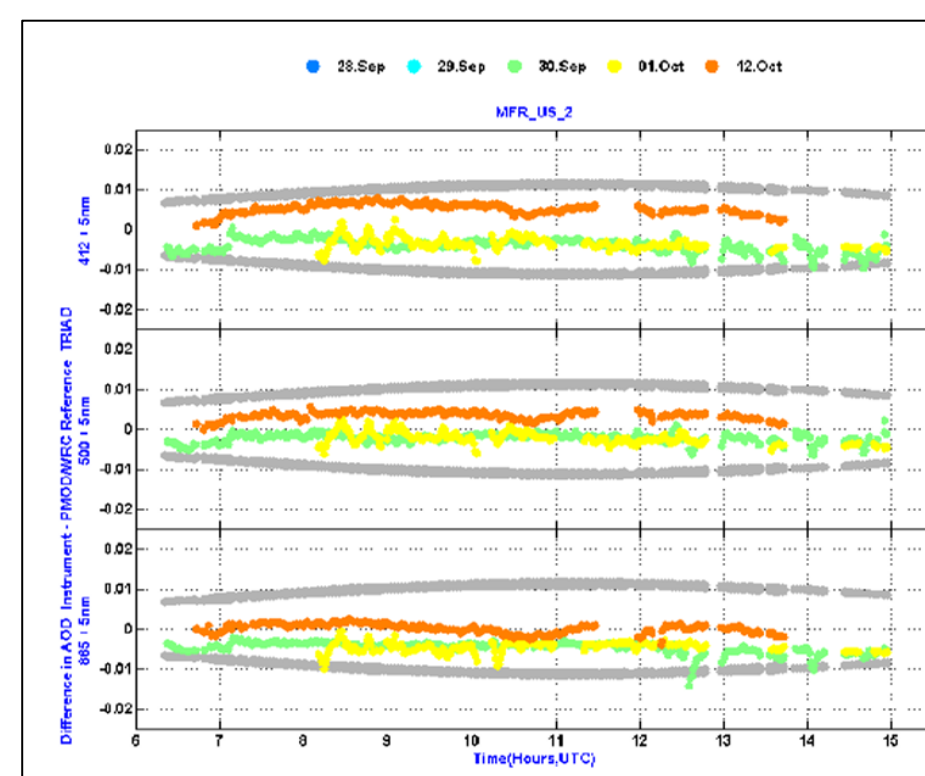 28.Sep 29.Sep 30.Sep 01.Oct 12.Oct
MFR_US_2
Difference in AOD Instrument - PMOD/WRC Reference TRIAD
412 ± 5nm
0.02
0.01
0
-0.01
-0.02
500 ± 5nm
0.02
0.01
0
-0.01
-0.02
865 ± 5nm
0.02
0.01
0
-0.01
-0.02
6 7 8 9 10 11 12 13 14 15
Time(Hours,UTC)